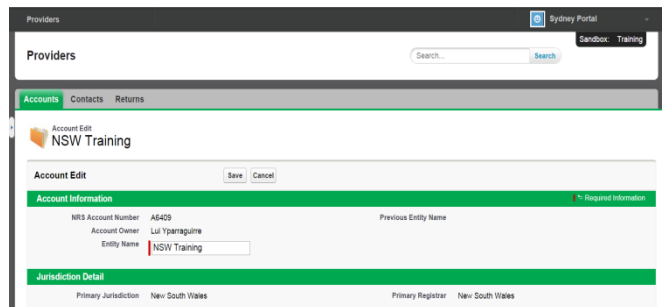 Providers Sydney Portal
Sandbox: Training
Providers Search... Search
Accounts Contacts Returns
Account Edit
NSW Training
Account Edit Save Cancel
Account Information = Required Information
NRS Account Number A6409 Previous Entity Name
Account Owner Lui Yparraguirre
Entity Name NSW Training
Jurisdiction Detail
Primary Jurisdiction New South Wales Primary Registrar New South Wales